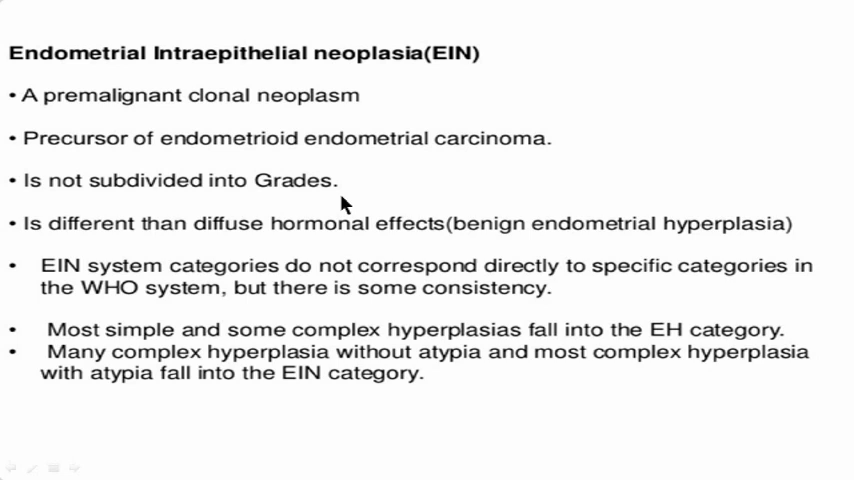 Endometrial Intraepithelial neoplasia(EIN)
• A premalignant clonal neoplasm
• Precursor of endometrioid endometrial carcinoma.
• Is not subdivided into Grades.
• Is different than diffuse hormonal effects(benign endometrial hyperplasia)
• EIN system categories do not correspond directly to specific categories in
the WHO system, but there is some consistency.
• Most simple and some complex hyperplasias fall into the EH category.
• Many complex hyperplasia without atypia and most complex hyperplasia
with atypia fall into the EIN category.